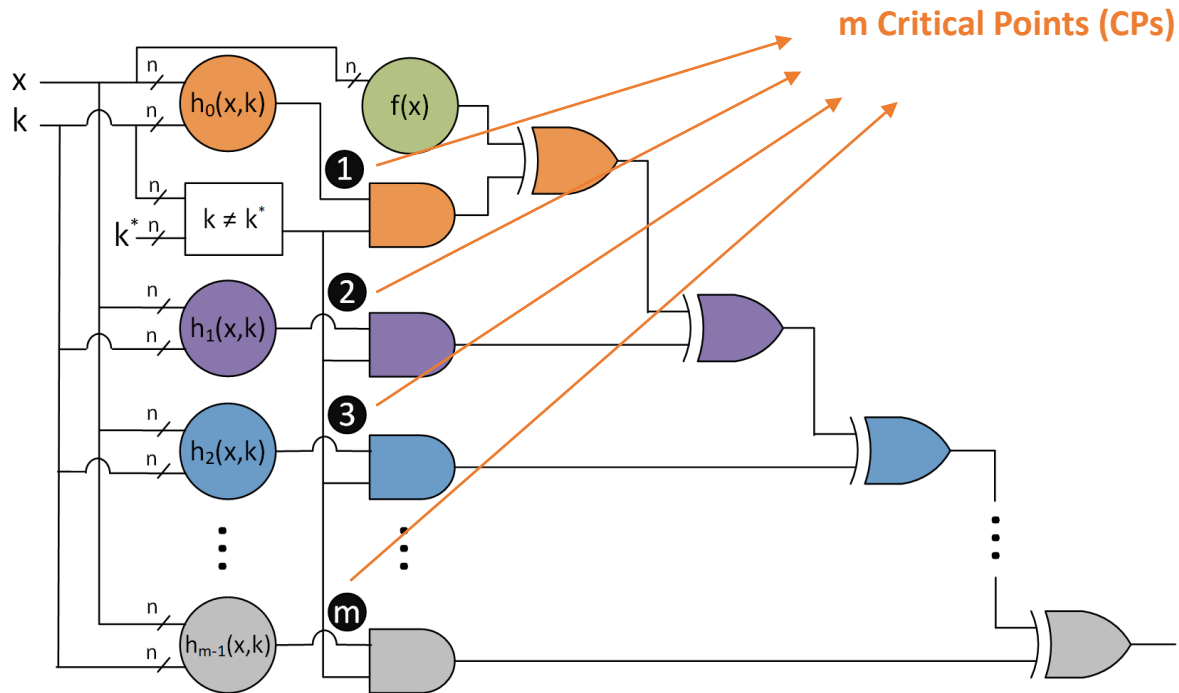 m Critical Points (CPs)
x
n
n
h₀(x,k)
f(x)
k
n
1
n
k*
n
k ≠ k*
2
n
h₁(x,k)
n
3
n
h₂(x,k)
n
m
n
hₘ₋₁(x,k)
n